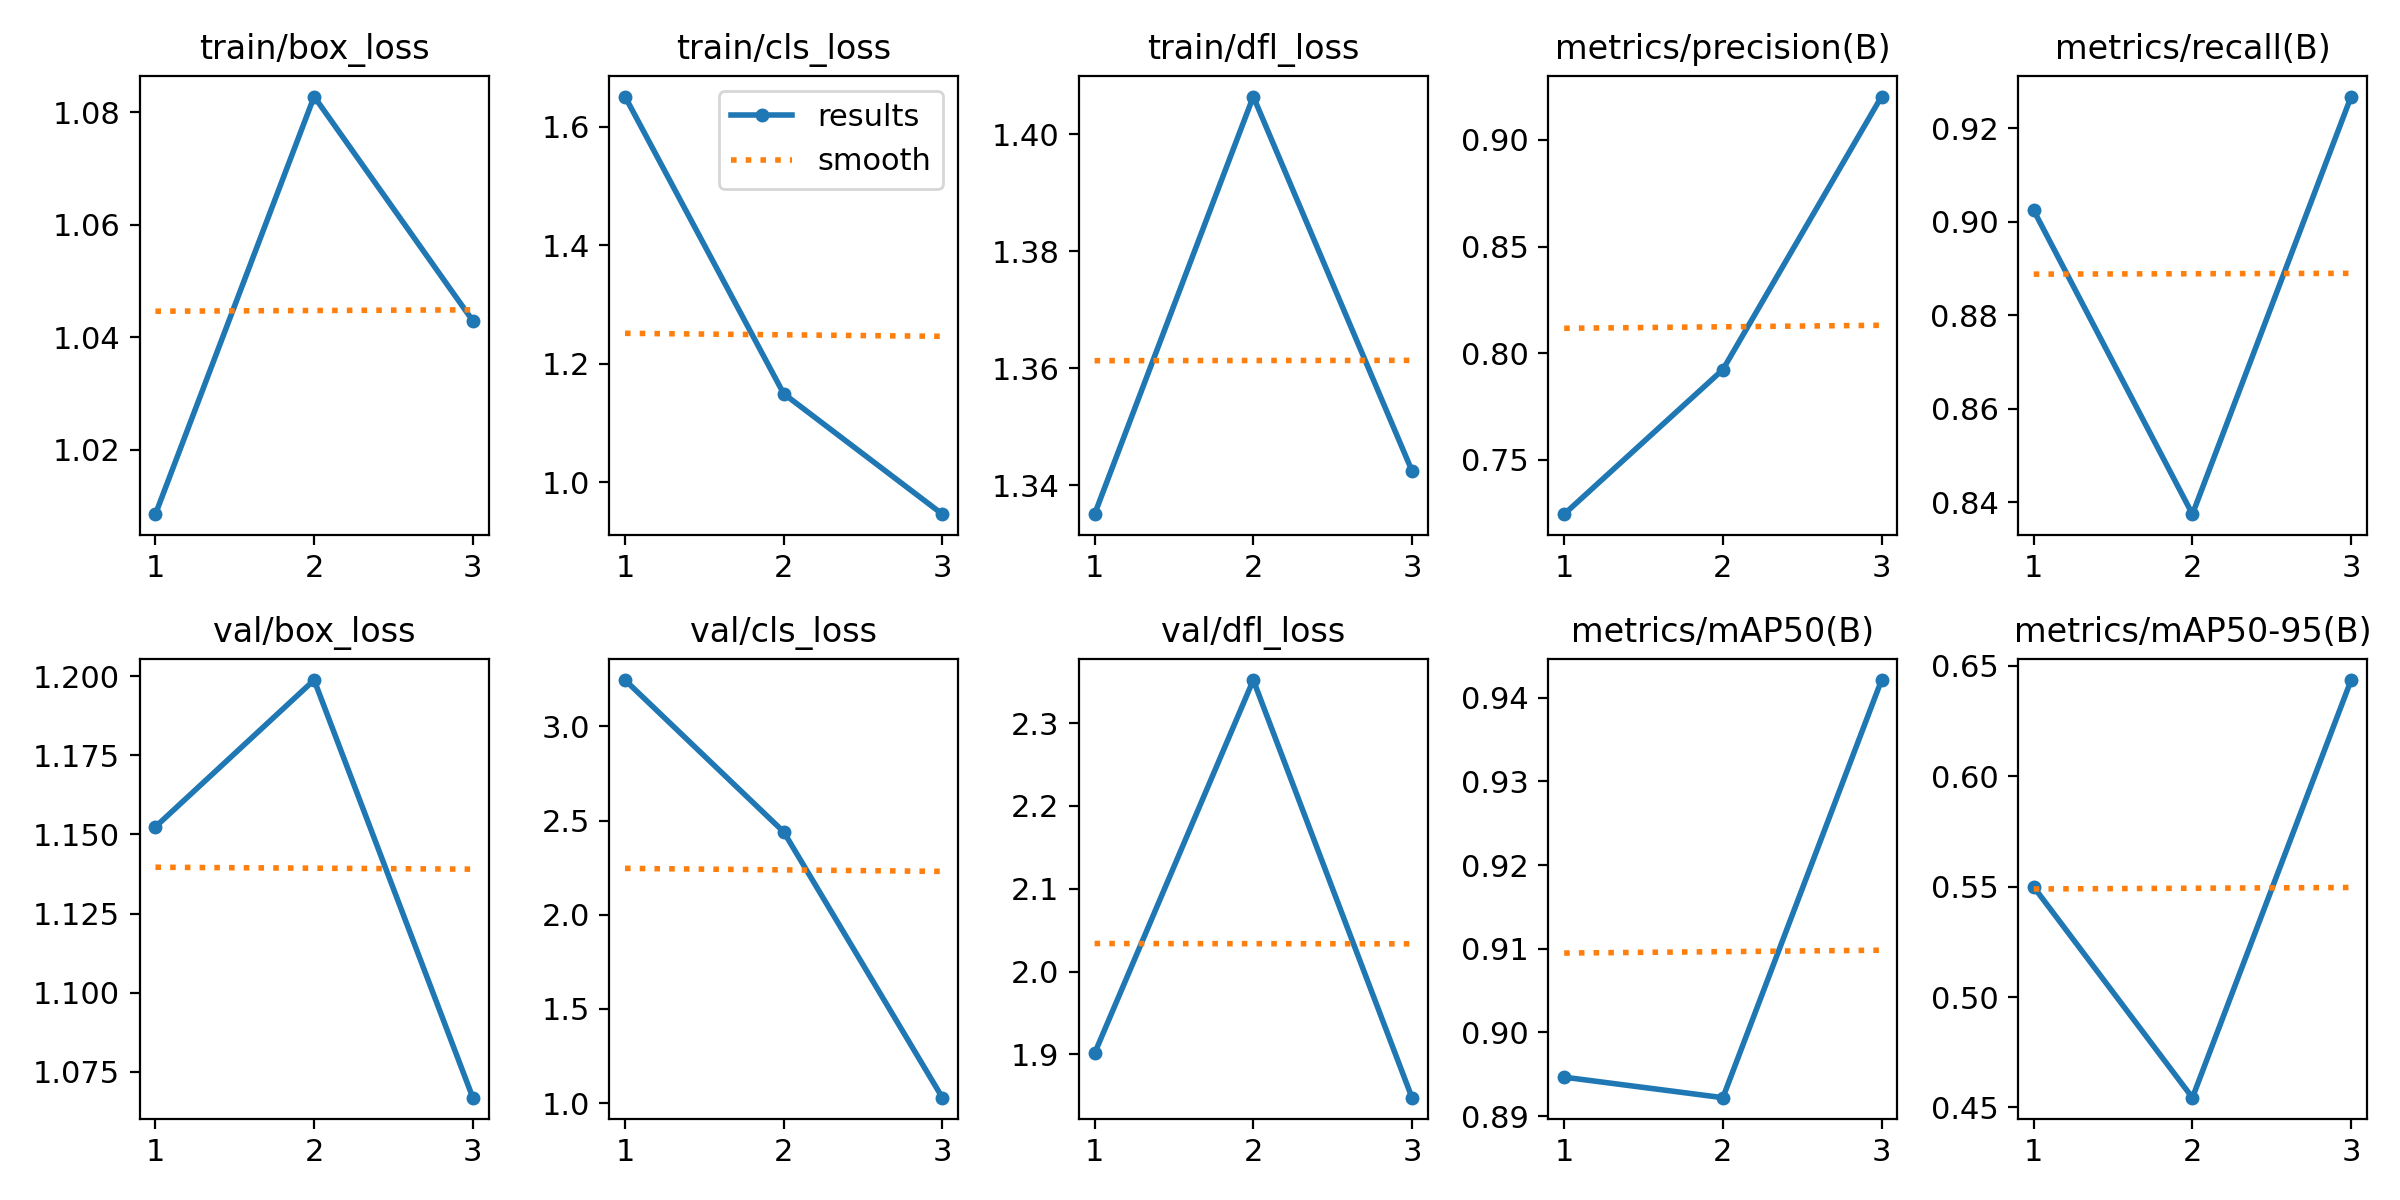 train/box_loss
1.08
1.06
1.04
1.02
1 2 3
train/cls_loss
results
smooth
1.6
1.4
1.2
1.0
1 2 3
train/dfl_loss
1.40
1.38
1.36
1.34
1 2 3
metrics/precision(B)
0.90
0.85
0.80
0.75
1 2 3
metrics/recall(B)
0.92
0.90
0.88
0.86
0.84
1 2 3
val/box_loss
1.200
1.175
1.150
1.125
1.100
1.075
1 2 3
val/cls_loss
3.0
2.5
2.0
1.5
1.0
1 2 3
val/dfl_loss
2.3
2.2
2.1
2.0
1.9
1 2 3
metrics/mAP50(B)
0.94
0.93
0.92
0.91
0.90
0.89
1 2 3
metrics/mAP50-95(B)
0.65
0.60
0.55
0.50
0.45
1 2 3